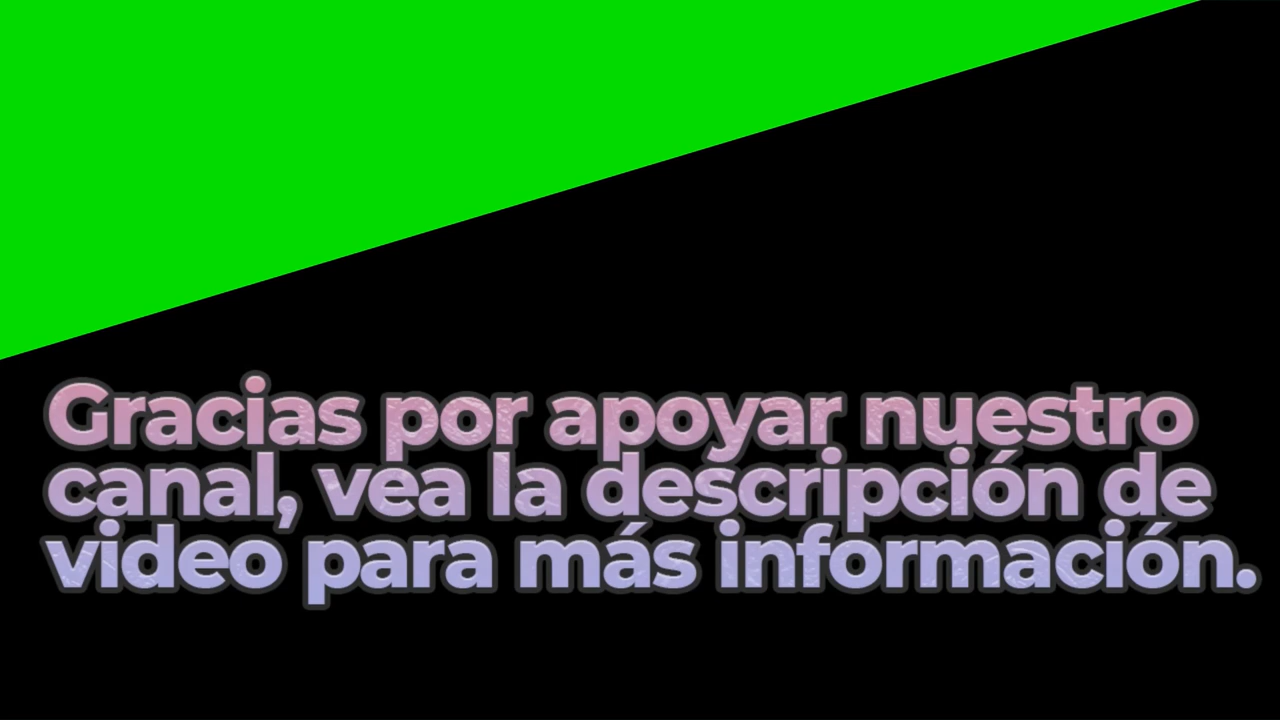 Gracias por apoyar nuestro
canal, vea la descripción de
video para más información.